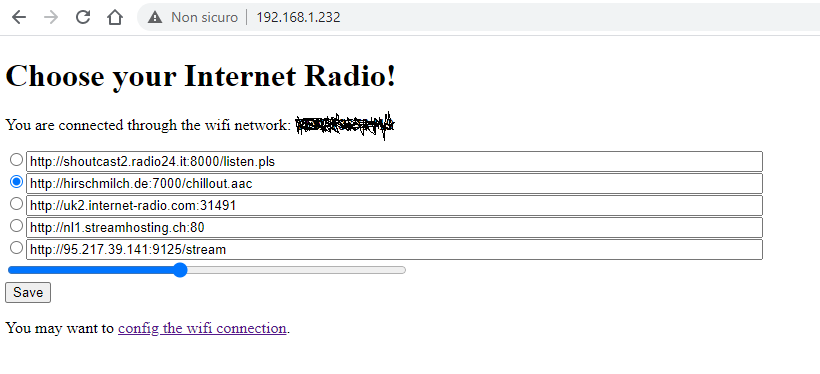 Non sicuro 192.168.1.232
Choose your Internet Radio!
You are connected through the wifi network:
http://shoutcast2.radio24.it:8000/listen.pls
http://hirschmilch.de:7000/chillout.aac
http://uk2.internet-radio.com:31491
http://nl1.streamhosting.ch:80
http://95.217.39.141:9125/stream
Save
You may want to config the wifi connection.